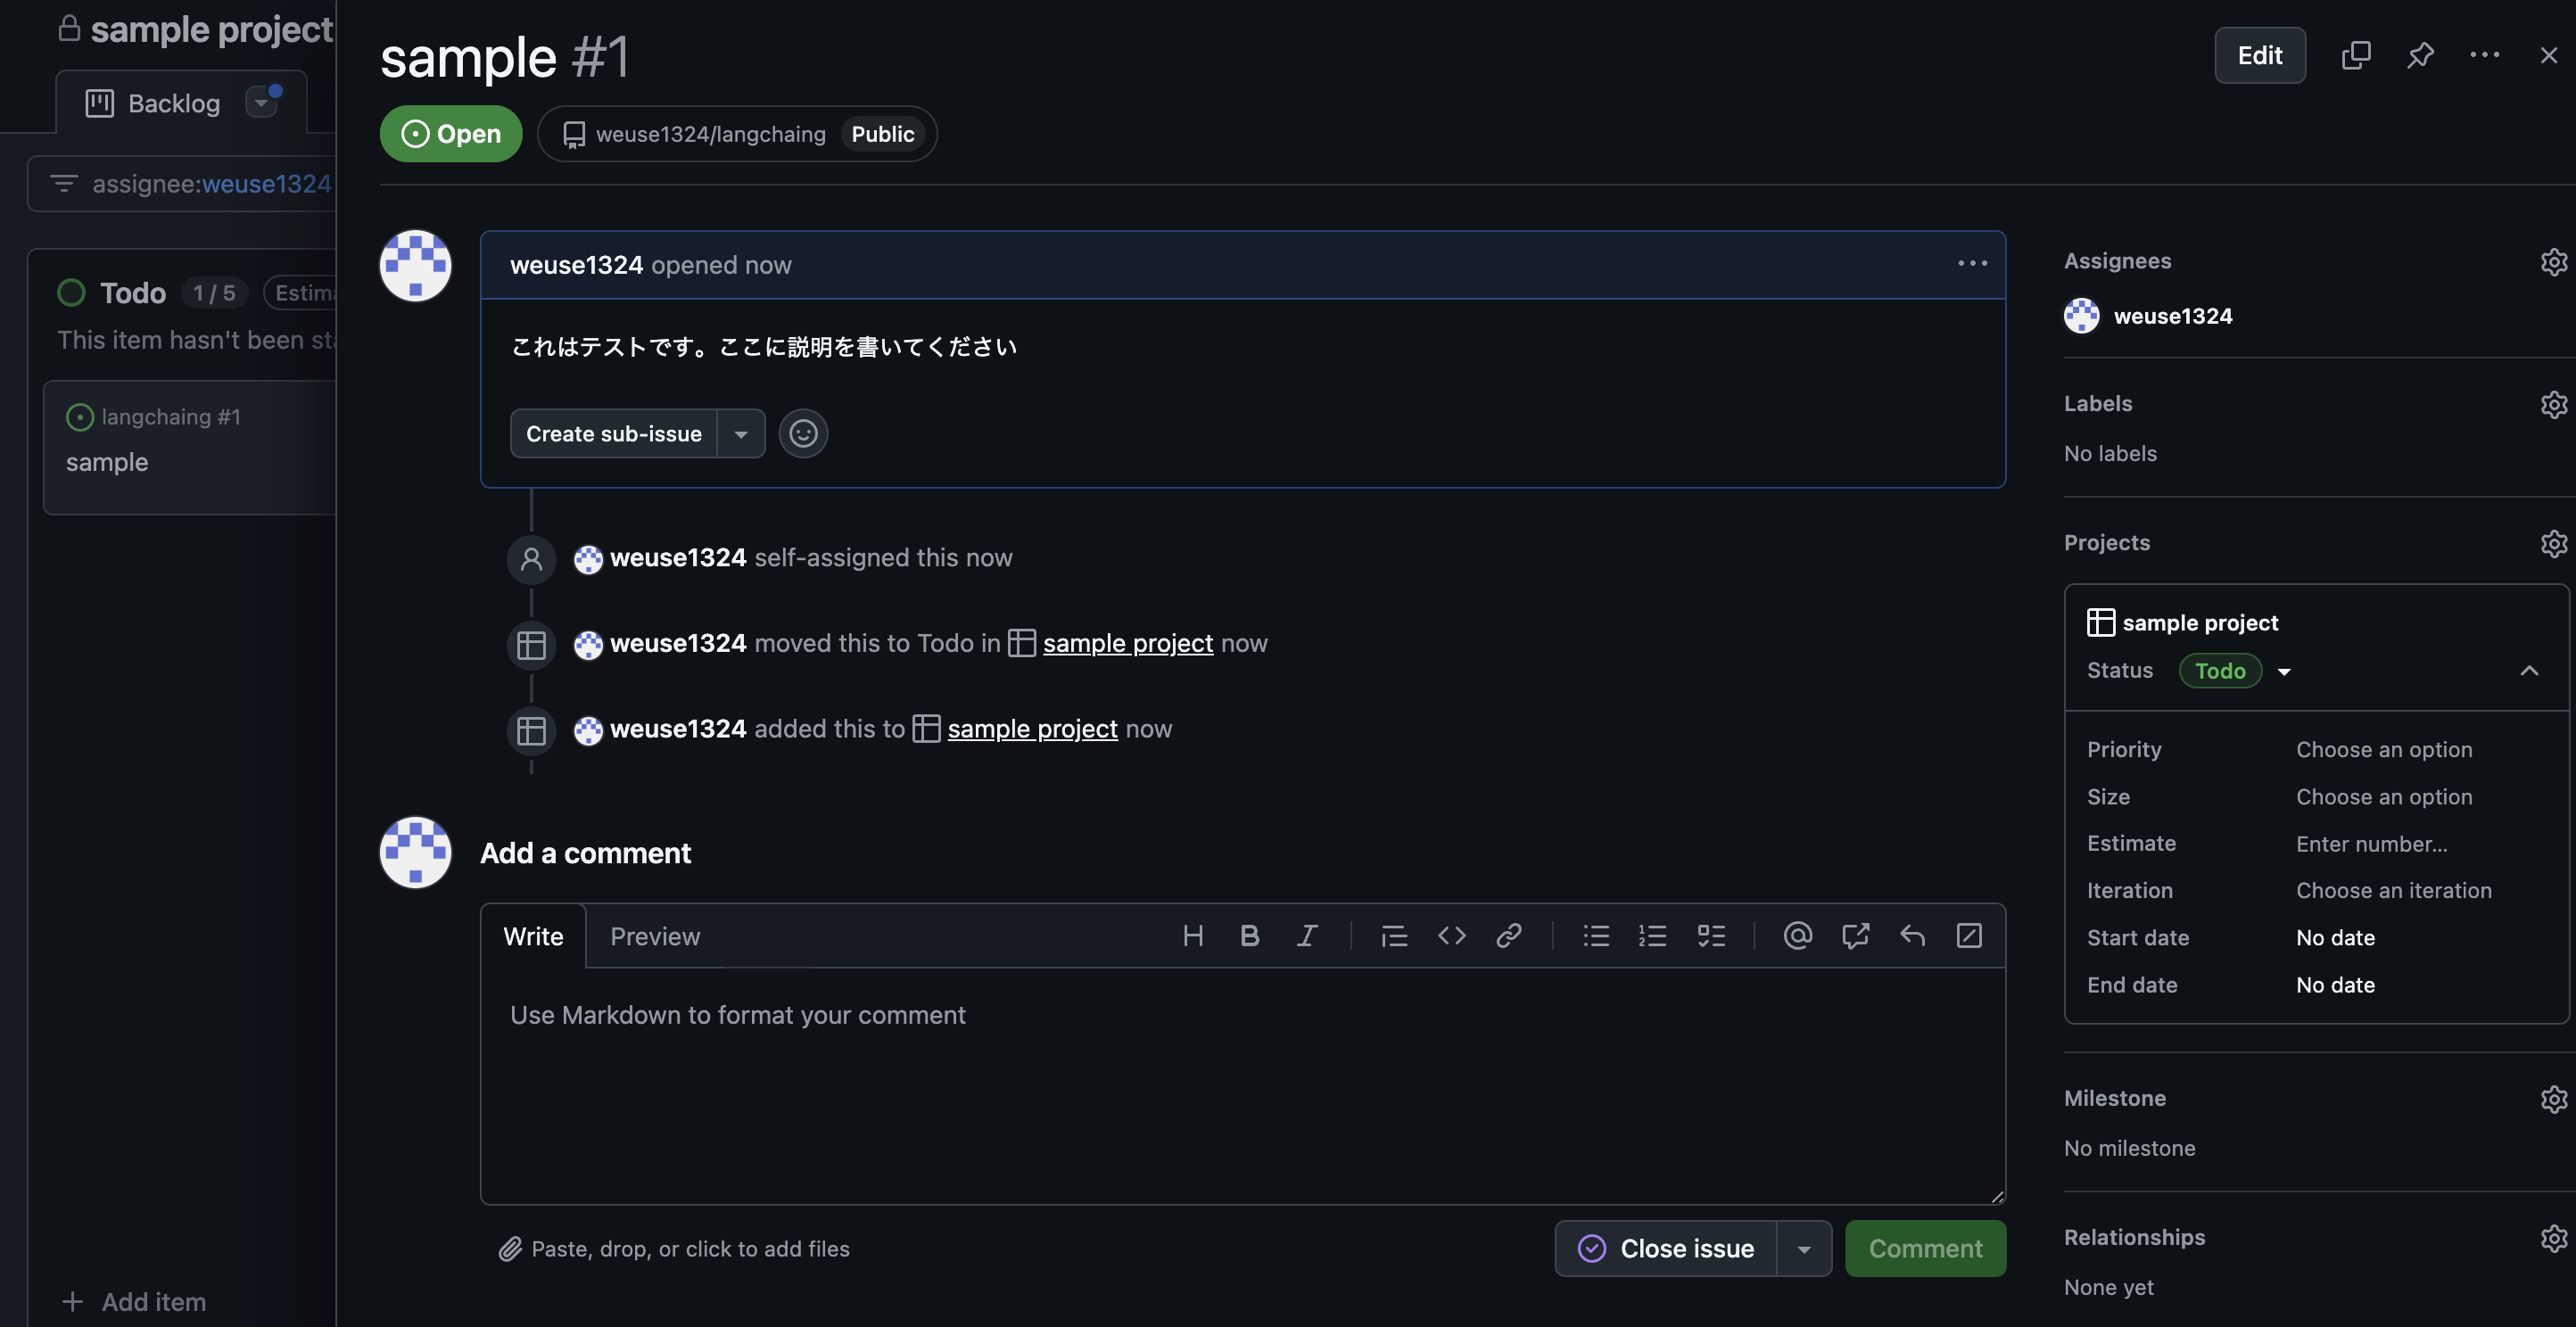 sample project
Backlog
assignee:weuse1324
Todo 1 / 5
This item hasn't been
langchaing #1
sample
Add item
sample #1
Edit
Open
weuse1324/langchaing Public
weuse1324 opened now
これはテストです。ここに説明を書いてください
Create sub-issue
weuse1324 self-assigned this now
weuse1324 moved this to Todo in sample project now
weuse1324 added this to sample project now
Add a comment
Write Preview
Use Markdown to format your comment
Paste, drop, or click to add files
Close issue
Comment
Assignees
weuse1324
Labels
No labels
Projects
sample project
Status Todo
Priority Choose an option
Size Choose an option
Estimate Enter number...
Iteration Choose an iteration
Start date No date
End date No date
Milestone
No milestone
Relationships
None yet